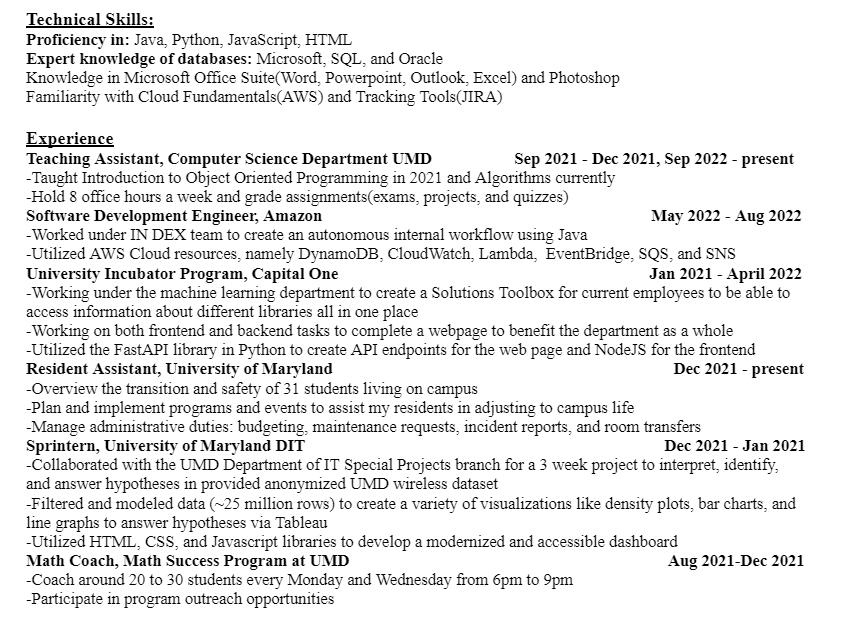 Technical Skills:
Proficiency in: Java, Python, JavaScript, HTML
Expert knowledge of databases: Microsoft, SQL, and Oracle
Knowledge in Microsoft Office Suite(Word, Powerpoint, Outlook, Excel) and Photoshop
Familiarity with Cloud Fundamentals(AWS) and Tracking Tools(JIRA)
Experience
Teaching Assistant, Computer Science Department UMD Sep 2021 - Dec 2021, Sep 2022 - present
-Taught Introduction to Object Oriented Programming in 2021 and Algorithms currently
-Hold 8 office hours a week and grade assignments(exams, projects, and quizzes)
Software Development Engineer, Amazon May 2022 - Aug 2022
-Worked under IN DEX team to create an autonomous internal workflow using Java
-Utilized AWS Cloud resources, namely DynamoDB, CloudWatch, Lambda, EventBridge, SQS, and SNS
University Incubator Program, Capital One Jan 2021 - April 2022
-Working under the machine learning department to create a Solutions Toolbox for current employees to be able to
access information about different libraries all in one place
-Working on both frontend and backend tasks to complete a webpage to benefit the department as a whole
-Utilized the FastAPI library in Python to create API endpoints for the web page and NodeJS for the frontend
Resident Assistant, University of Maryland Dec 2021 - present
-Overview the transition and safety of 31 students living on campus
-Plan and implement programs and events to assist my residents in adjusting to campus life
-Manage administrative duties: budgeting, maintenance requests, incident reports, and room transfers
Sprintern, University of Maryland DIT Dec 2021 - Jan 2021
-Collaborated with the UMD Department of IT Special Projects branch for a 3 week project to interpret, identify,
and answer hypotheses in provided anonymized UMD wireless dataset
-Filtered and modeled data (~25 million rows) to create a variety of visualizations like density plots, bar charts, and
line graphs to answer hypotheses via Tableau
-Utilized HTML, CSS, and Javascript libraries to develop a modernized and accessible dashboard
Math Coach, Math Success Program at UMD Aug 2021-Dec 2021
-Coach around 20 to 30 students every Monday and Wednesday from 6pm to 9pm
-Participate in program outreach opportunities